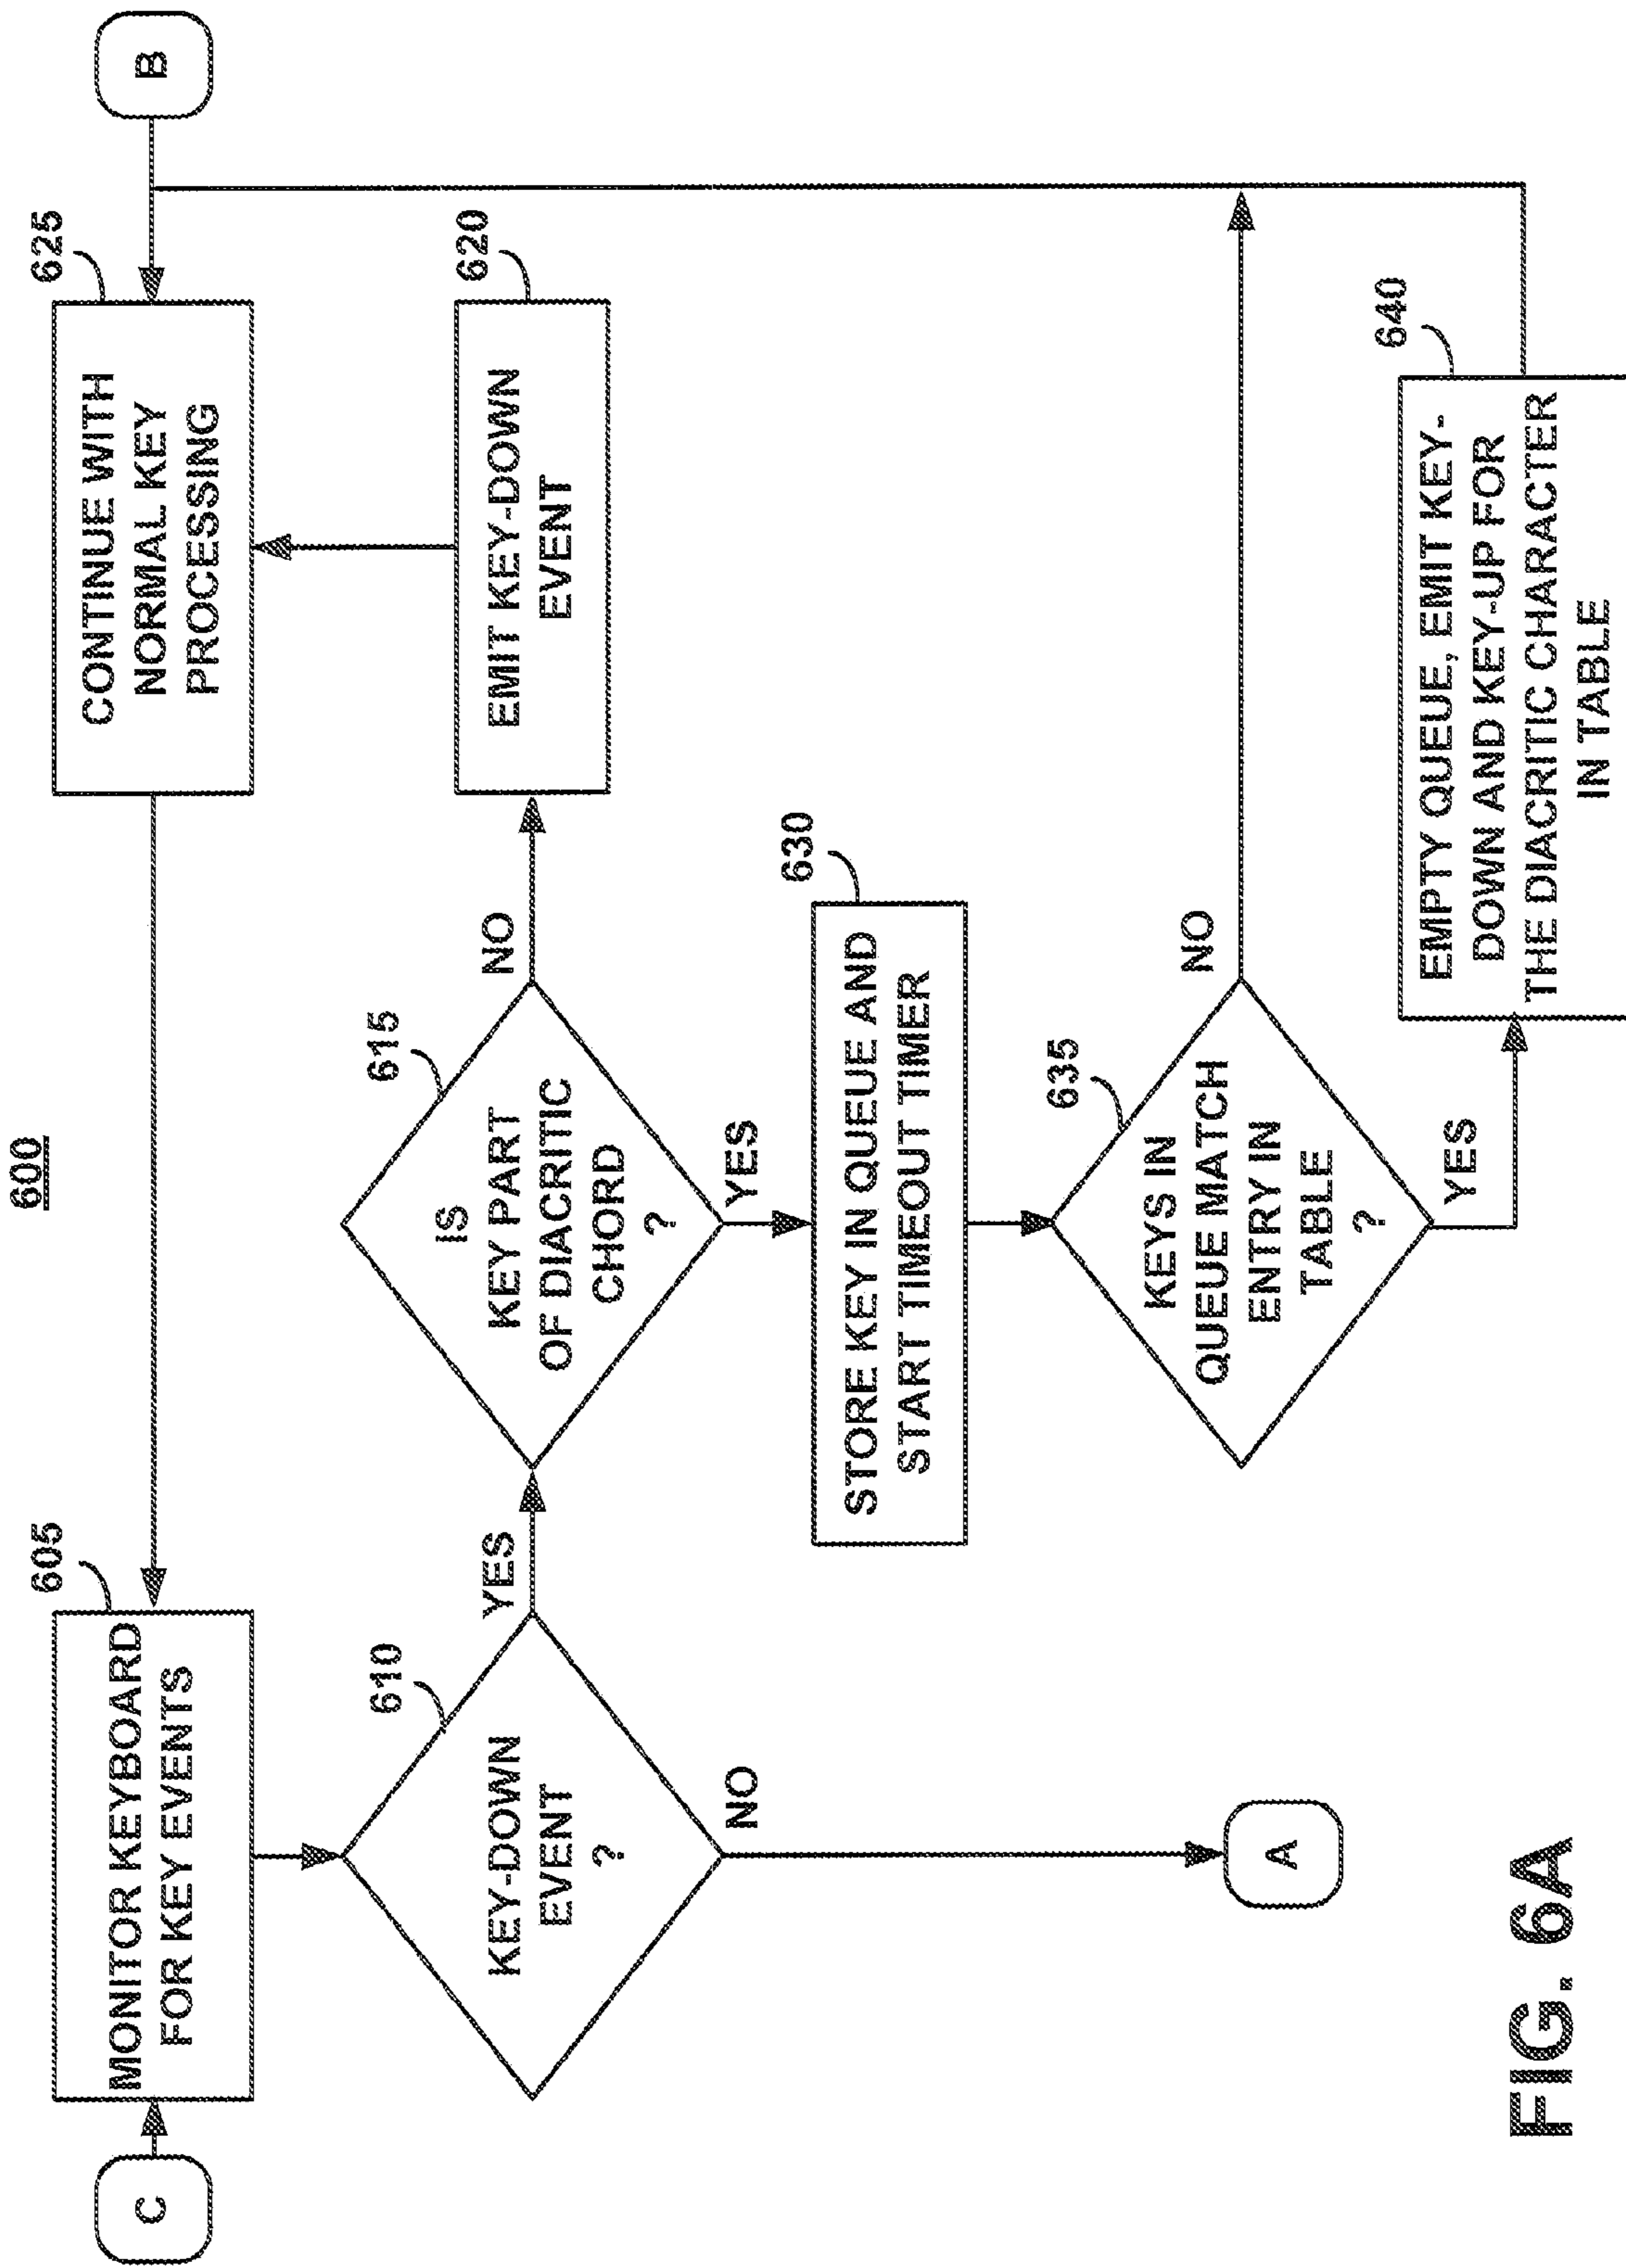 600
C
605
MONITOR KEYBOARD
FOR KEY EVENTS
625
CONTINUE WITH
NORMAL KEY
PROCESSING
B
610
KEY-DOWN
EVENT
?
YES
NO
615
IS
KEY PART
OF DIACRITIC
CHORD
?
NO
YES
620
EMIT KEY-DOWN
EVENT
630
STORE KEY IN QUEUE AND
START TIMEOUT TIMER
635
KEYS IN
QUEUE MATCH
ENTRY IN
TABLE
?
NO
YES
640
EMPTY QUEUE, EMIT KEY-
DOWN AND KEY-UP FOR
THE DIACRITIC CHARACTER
IN TABLE
A
FIG. 6A